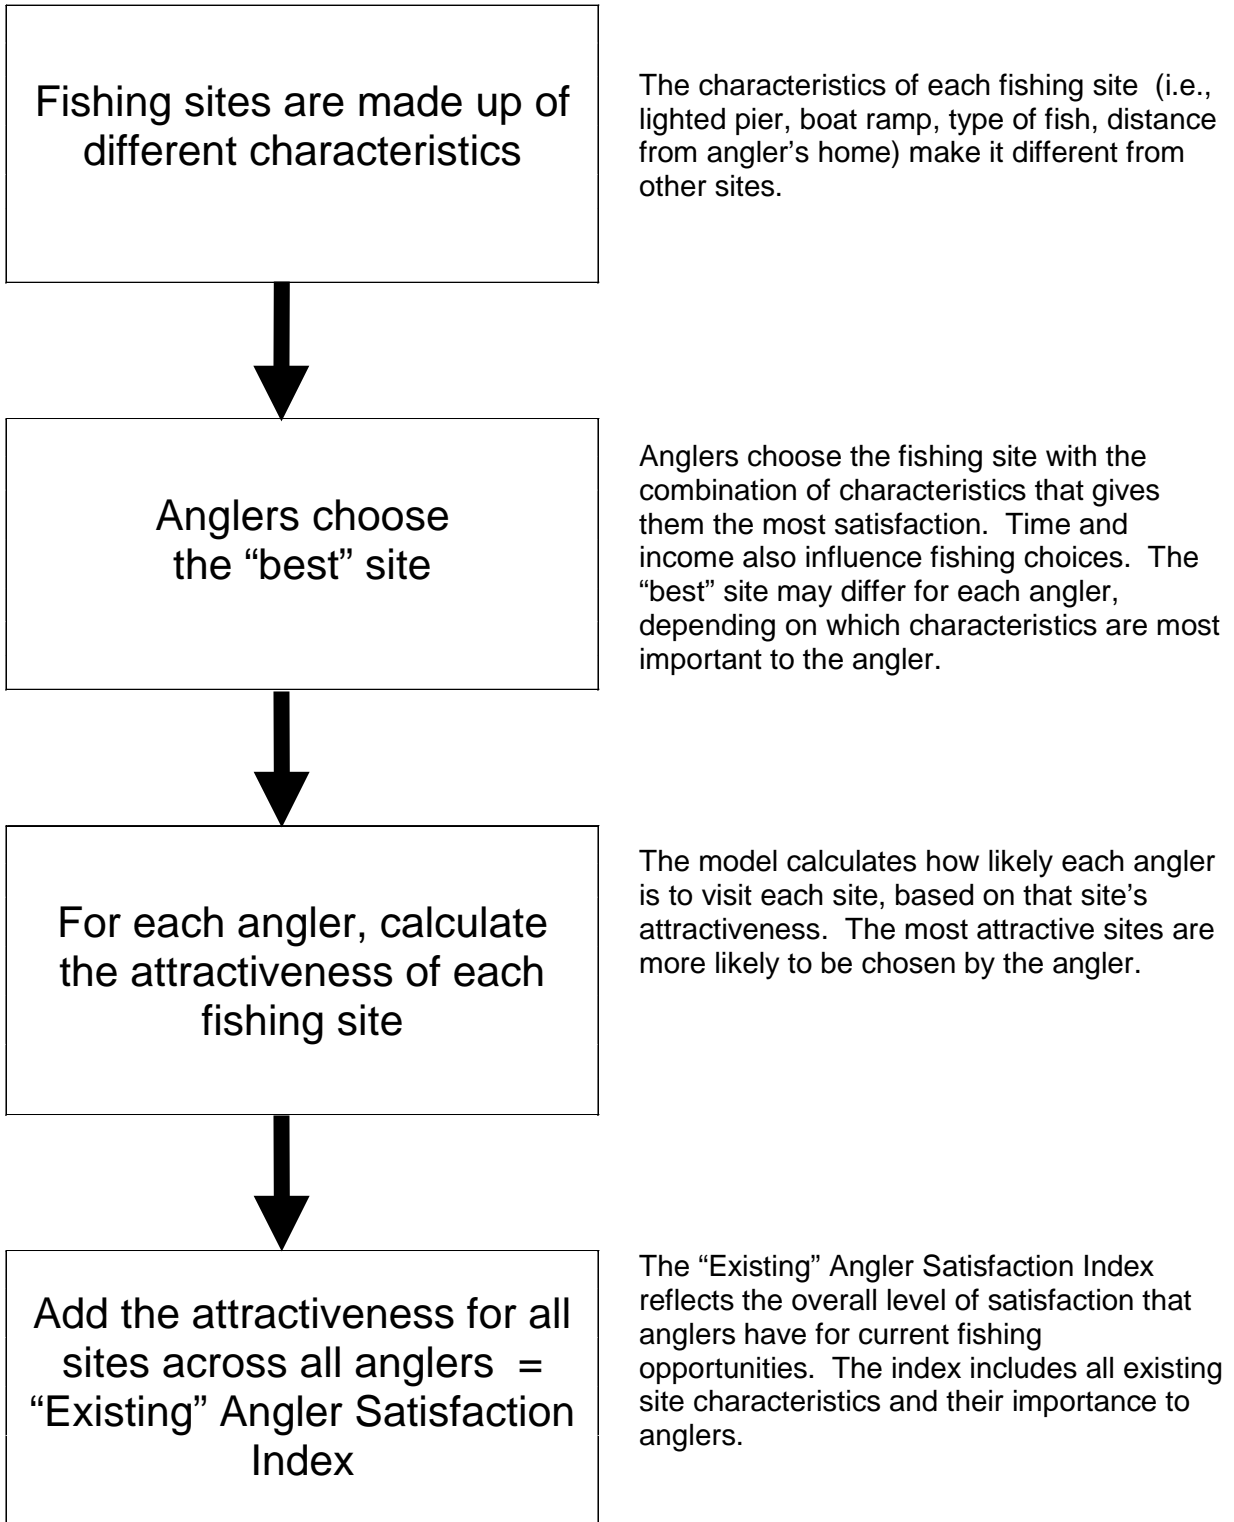 Fishing sites are made up of
different characteristics
The characteristics of each fishing site  (i.e.,
lighted pier, boat ramp, type of fish, distance
from angler’s home) make it different from
other sites.
Anglers choose
the “best” site
Anglers choose the fishing site with the
combination of characteristics that gives
them the most satisfaction.  Time and
income also influence fishing choices.  The
“best” site may differ for each angler,
depending on which characteristics are most
important to the angler.
For each angler, calculate
the attractiveness of each
fishing site
The model calculates how likely each angler
is to visit each site, based on that site’s
attractiveness.  The most attractive sites are
more likely to be chosen by the angler.
Add the attractiveness for all
sites across all anglers  =
“Existing” Angler Satisfaction
Index
The “Existing” Angler Satisfaction Index
reflects the overall level of satisfaction that
anglers have for current fishing
opportunities.  The index includes all existing
site characteristics and their importance to
anglers.